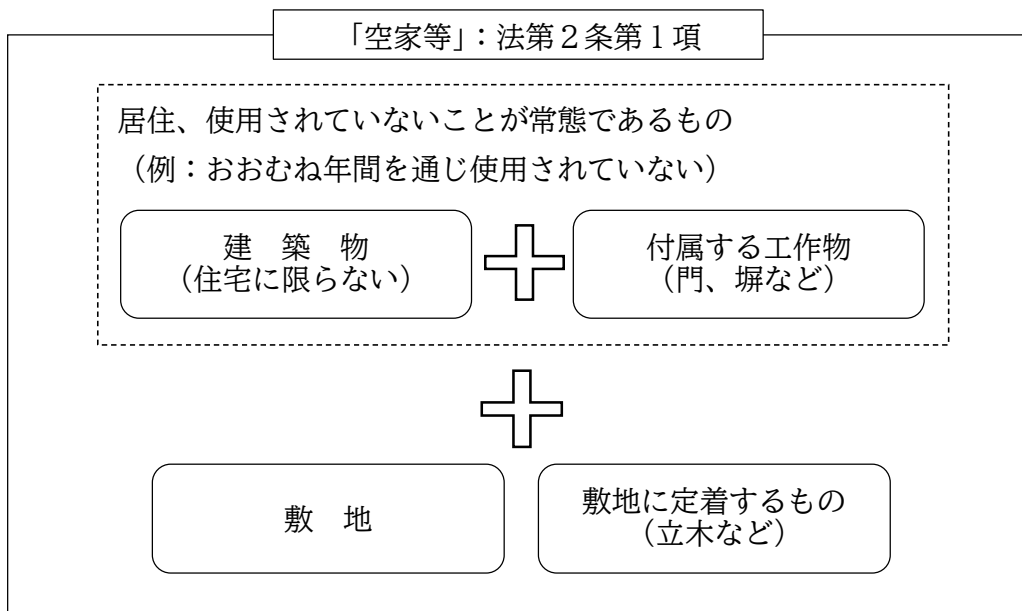 「空家等」：法第２条第１項
居住、使用されていないことが常態であるもの
（例：おおむね年間を通じ使用されていない）
建　築　物
（住宅に限らない）
付属する工作物
（門、塀など）
敷　地
敷地に定着するもの
（立木など）